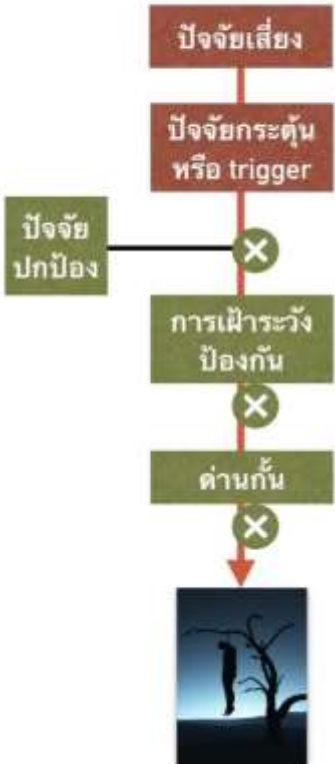 ปัจจัยเสี่ยง
ปัจจัยกระตุ้น
หรือ trigger
ปัจจัย
ปกป้อง
การเฝ้าระวัง
ป้องกัน
ด่านกั้น